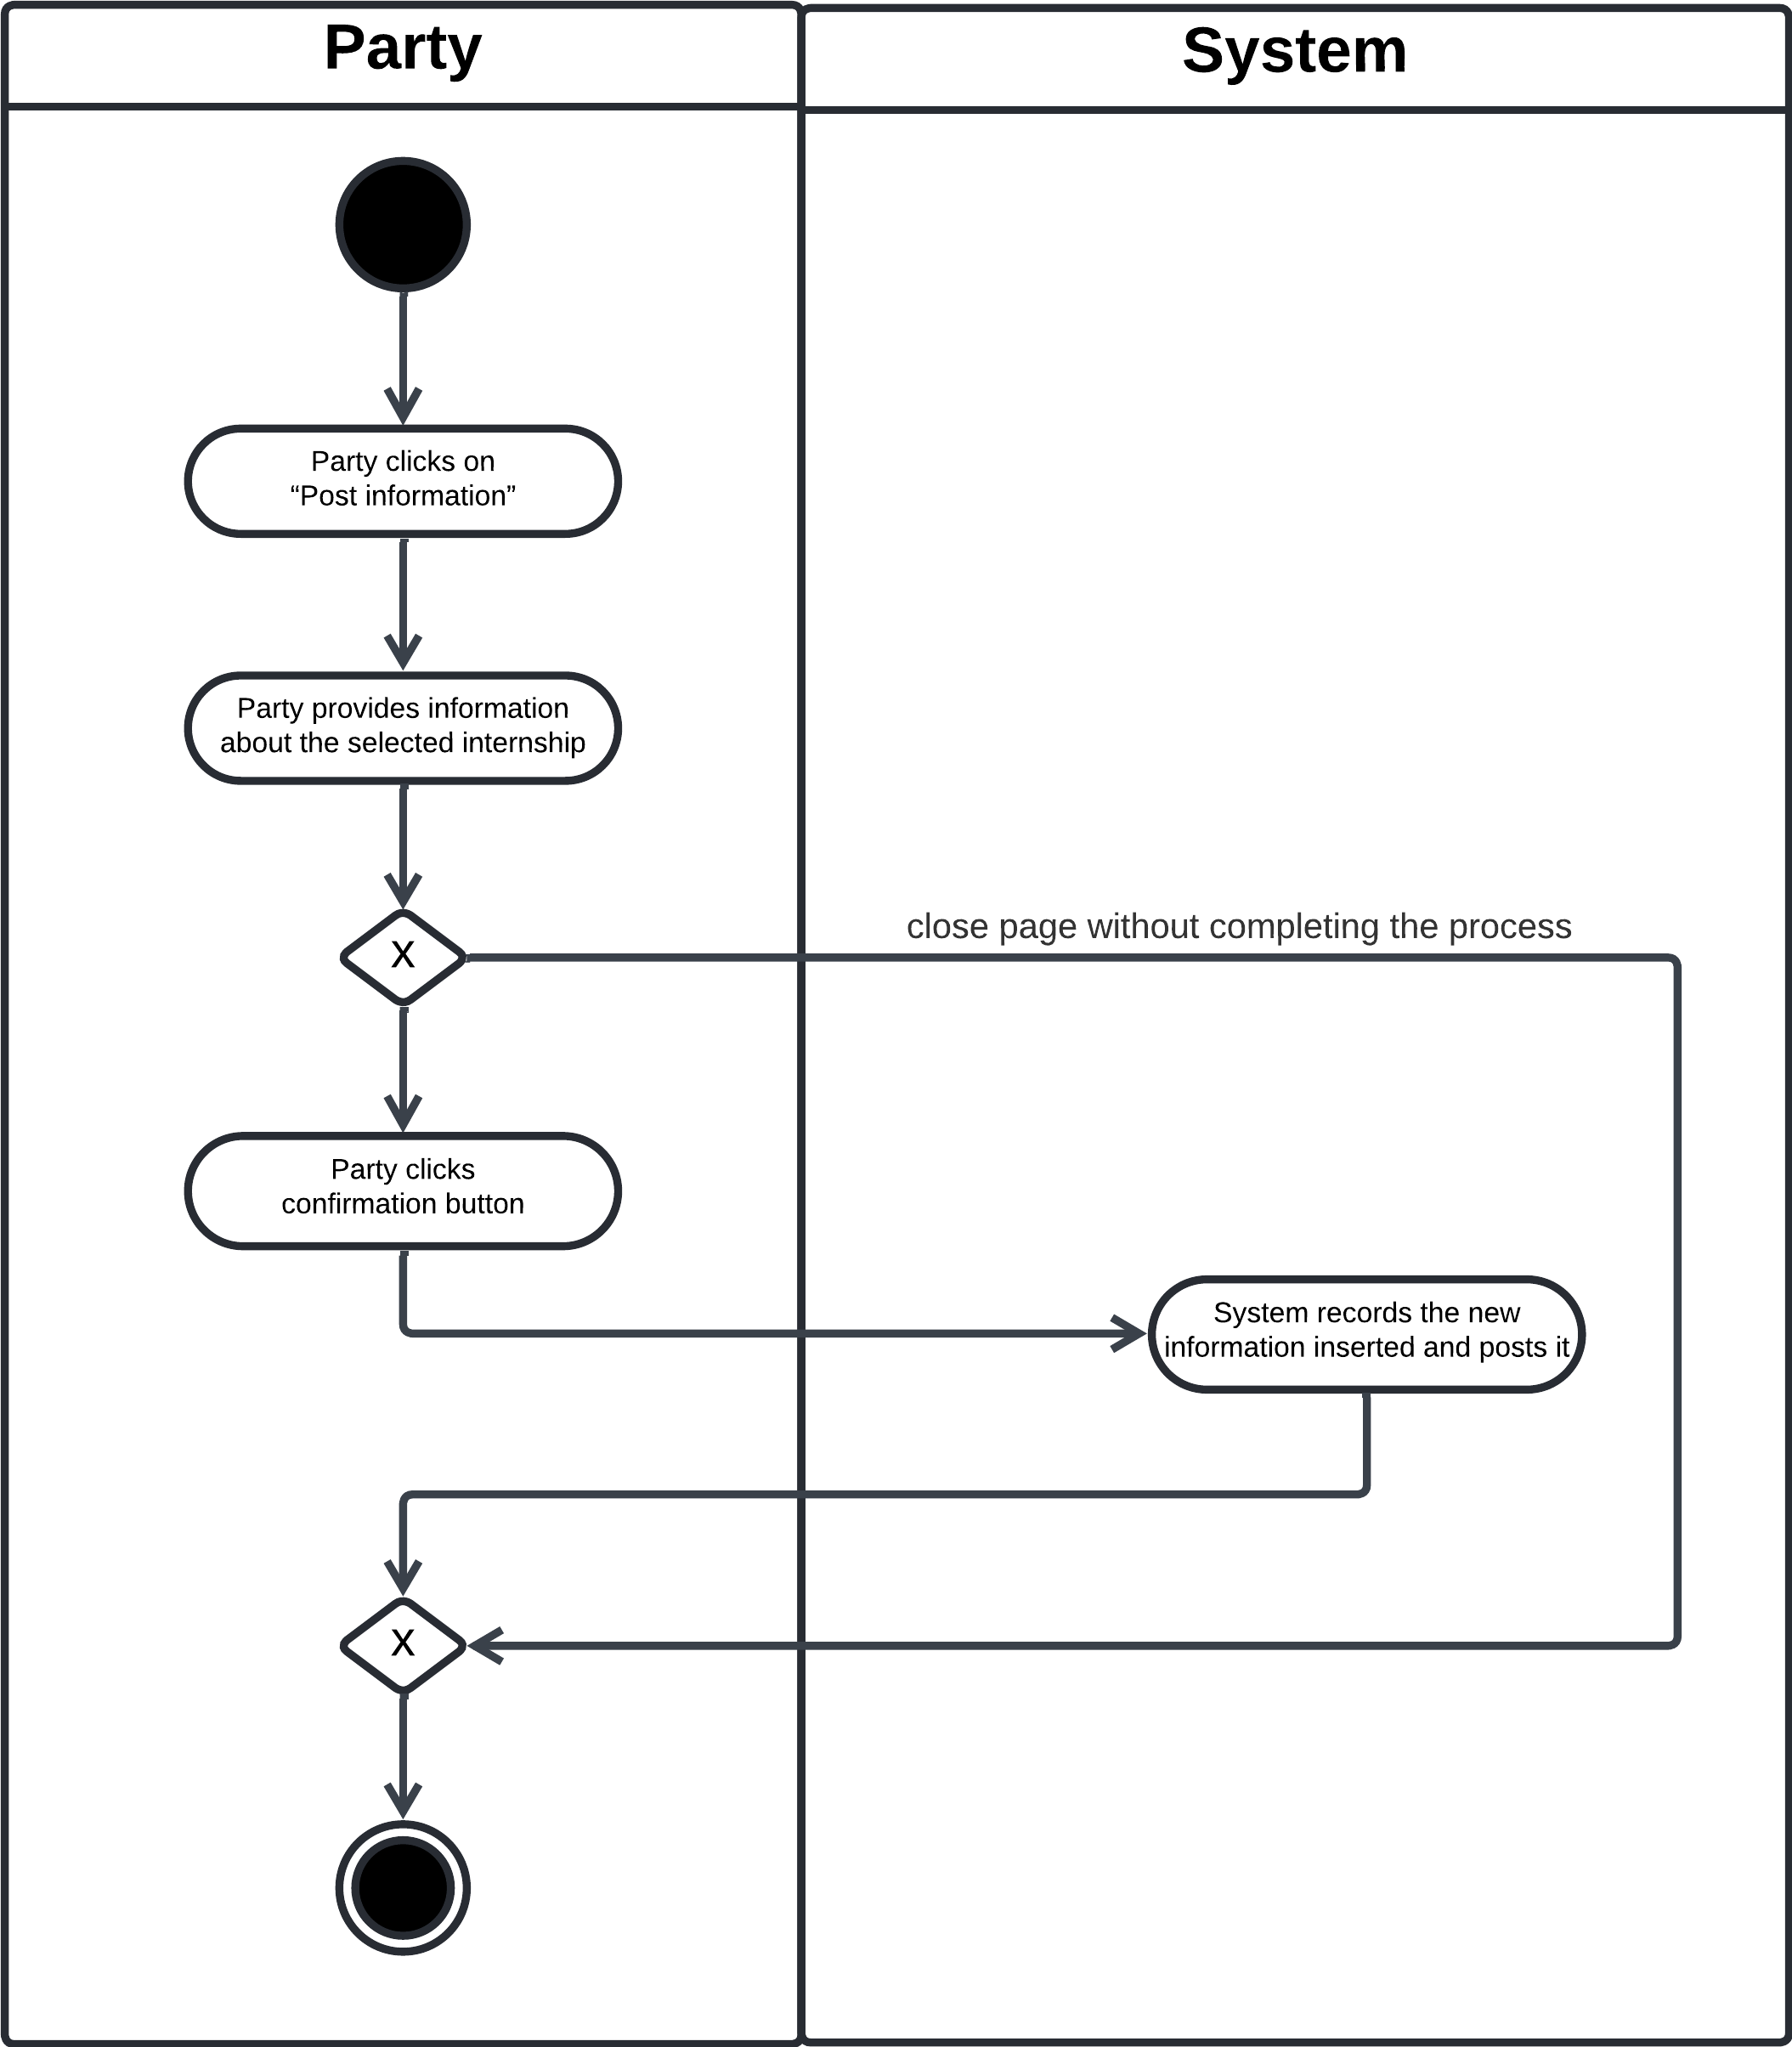 Party
System
Party clicks on
“Post information”
Party provides information
about the selected internship
close page without completing the process
X
Party clicks
confirmation button
System records the new
information inserted and posts it
X